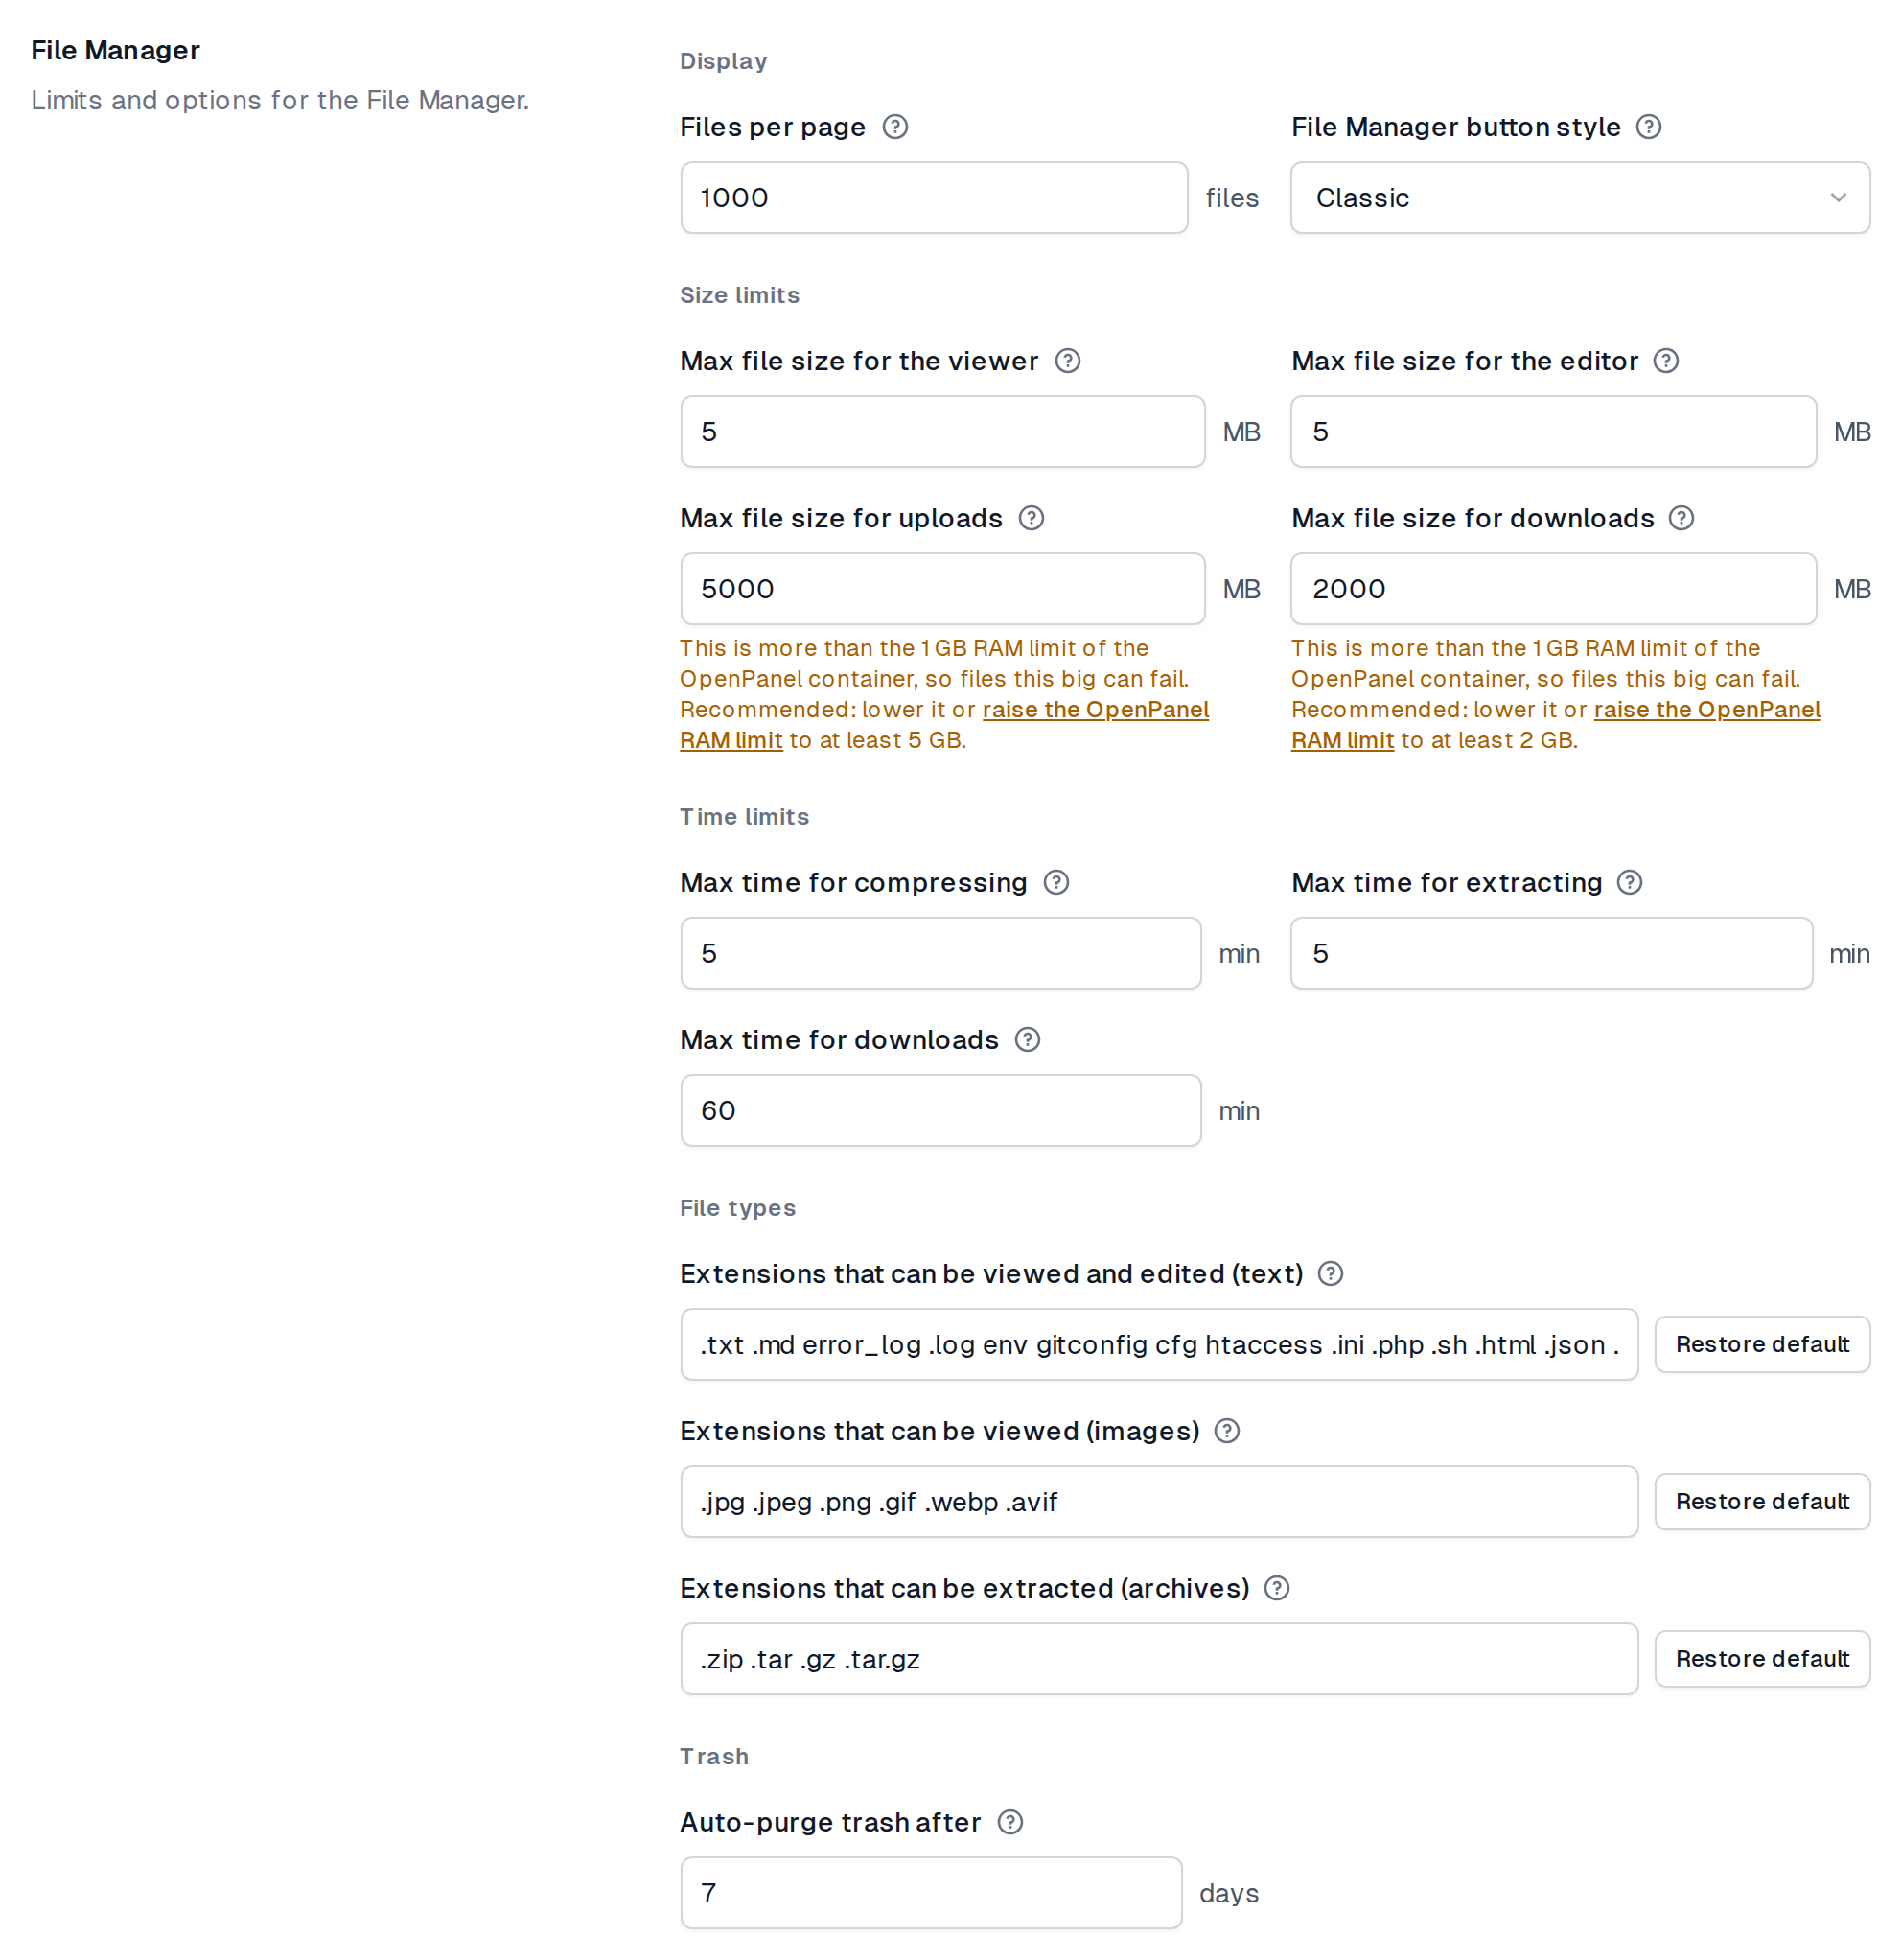 File Manager
Limits and options for the File Manager.
Display
Files per page
File Manager button style
1000 files
Classic
Size limits
Max file size for the viewer
Max file size for the editor
5 MB
5 MB
Max file size for uploads
Max file size for downloads
5000 MB
2000 MB
This is more than the 1 GB RAM limit of the
OpenPanel container, so files this big can fail.
Recommended: lower it or raise the OpenPanel
RAM limit to at least 5 GB.
This is more than the 1 GB RAM limit of the
OpenPanel container, so files this big can fail.
Recommended: lower it or raise the OpenPanel
RAM limit to at least 2 GB.
Time limits
Max time for compressing
Max time for extracting
5 min
5 min
Max time for downloads
60 min
File types
Extensions that can be viewed and edited (text)
.txt .md error_log .log env gitconfig cfg htaccess .ini .php .sh .html .json .
Restore default
Extensions that can be viewed (images)
.jpg .jpeg .png .gif .webp .avif
Restore default
Extensions that can be extracted (archives)
.zip .tar .gz .tar.gz
Restore default
Trash
Auto-purge trash after
7 days